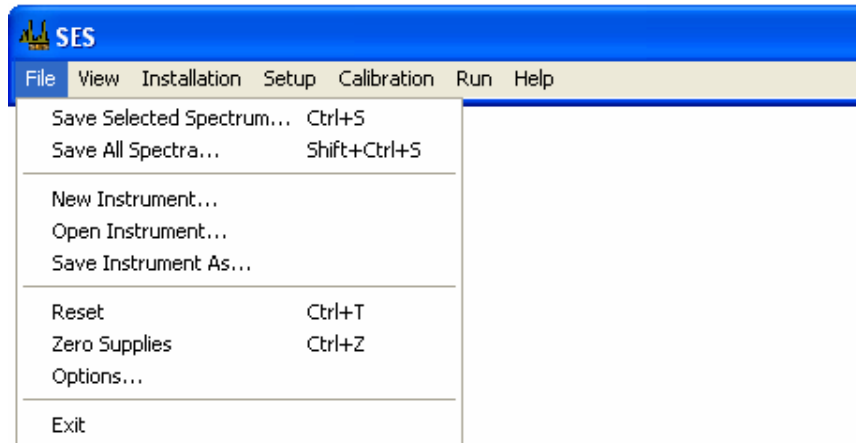 SES
File View Installation Setup Calibration Run Help
Save Selected Spectrum... Ctrl+S
Save All Spectra... Shift+Ctrl+S
New Instrument...
Open Instrument...
Save Instrument As...
Reset Ctrl+T
Zero Supplies Ctrl+Z
Options...
Exit